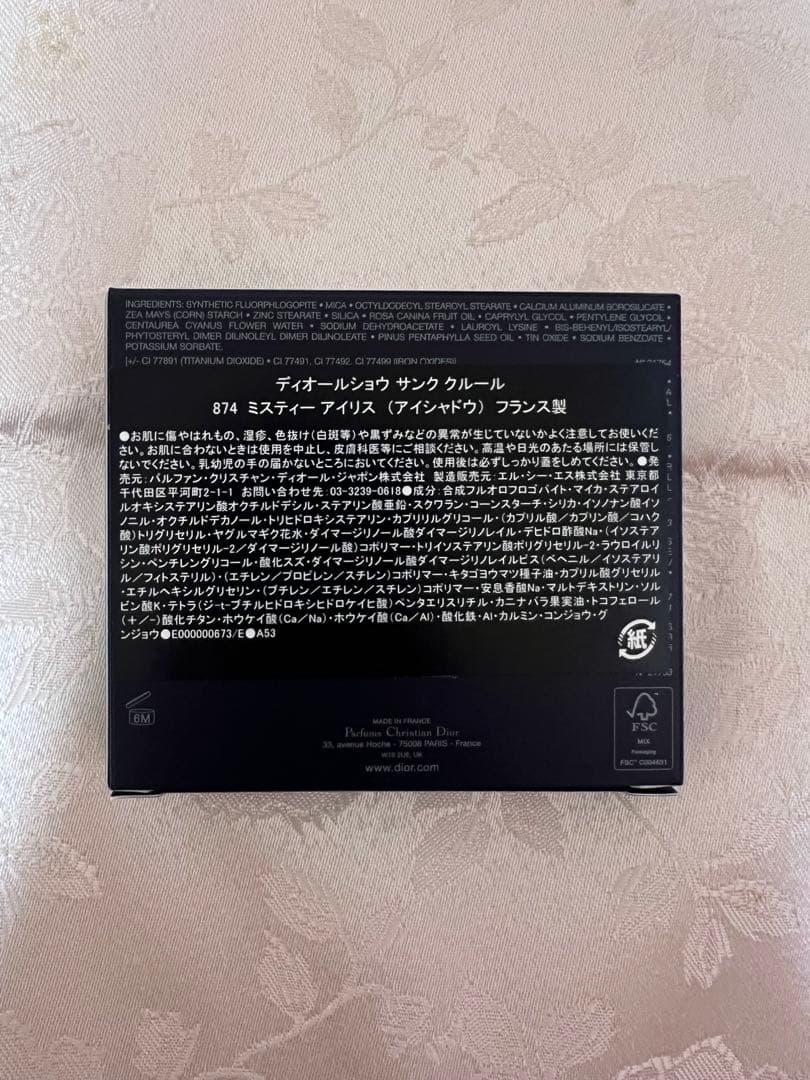 INGREDIENTS: SYNTHETIC FLUORPHLOGOPITE • MICA • OCTYLDODECYL STEAROYL STEARATE • CALCIUM ALUMINUM BOROSILICATE •
ZEA MAYS (CORN) STARCH • ZINC STEARATE • SILICA • ROSA CANINA FRUIT OIL • CAPRYLYL GLYCOL • PENTYLENE GLYCOL •
CENTAUREA CYANUS FLOWER WATER • SODIUM DEHYDROACETATE • LAUROYL LYSINE • BIS-BEHENYL/ISOSTEARYL/
PHYTOSTERYL DIMER DILINOLEYL DIMER DILINOLEATE • PINUS PENTAPHYLLA SEED OIL • TIN OXIDE • SODIUM BENZOATE •
POTASSIUM SORBATE.
[+/- CI 77891 (TITANIUM DIOXIDE) • CI 77491, CI 77492, CI 77499 (IRON OXIDES)]
ディオールショウ サンク クルール
874 ミスティー アイリス (アイシャドウ) フランス製
●お肌に傷やはれもの、湿疹、色抜け(白斑等)や黒ずみなどの異常が生じていないかよく注意してお使いくだ
さい。お肌に合わないときは使用を中止し、皮膚科医等にご相談ください。高温や日光のあたる場所には保管し
ないでください。乳幼児の手の届かないところにおいてください。使用後は必ずしっかり蓋をしめてください。●発
売元:パルファン・クリスチャン・ディオール・ジャポン株式会社 製造販売元:エル・シー・エス株式会社 東京都
千代田区平河町2-1-1 お問い合わせ先:03-3239-0618●成分:合成フルオロフロゴパイト・マイカ・ステアロイ
ルオキシステアリン酸オクチルドデシル・ステアリン酸亜鉛・スクワラン・コーンスターチ・シリカ・イソノナン酸イソ
ノニル・オクチルドデカノール・トリヒドロキシステアリン・カプリリルグリコール・(カプリル酸/カプリン酸/コハク
酸)トリグリセリル・ヤグルマギク花水・ダイマージリノール酸ダイマージリノレイル・デヒドロ酢酸Na・(イソステア
リン酸ポリグリセリル-2/ダイマージリノール酸)コポリマー・トリイソステアリン酸ポリグリセリル-2・ラウロイルリ
シン・ペンチレングリコール・酸化スズ・ダイマージリノール酸ダイマージリノレイルビス(ベヘニル/イソステアリ
ル/フィトステリル)・(エチレン/プロピレン/スチレン)コポリマー・キタゴヨウマツ種子油・カプリル酸グリセリル
・エチルヘキシルグリセリン・(ブチレン/エチレン/スチレン)コポリマー・安息香酸Na・マルトデキストリン・ソル
ビン酸K・テトラ(ジ-t-ブチルヒドロキシヒドロケイヒ酸)ペンタエリスリチル・カニナバラ果実油・トコフェロール
(+/-)酸化チタン・ホウケイ酸(Ca/Na)・ホウケイ酸(Ca/Al)・酸化鉄・Al・カルミン・コンジョウ・グ
ンジョウ●E000000673/E●A53
紙
6M
MADE IN FRANCE
Parfums Christian Dior
33, avenue Hoche - 75008 PARIS - France
W1S 2UE, UK
www.dior.com
FSC
MIX
Packaging
FSC™ C004631